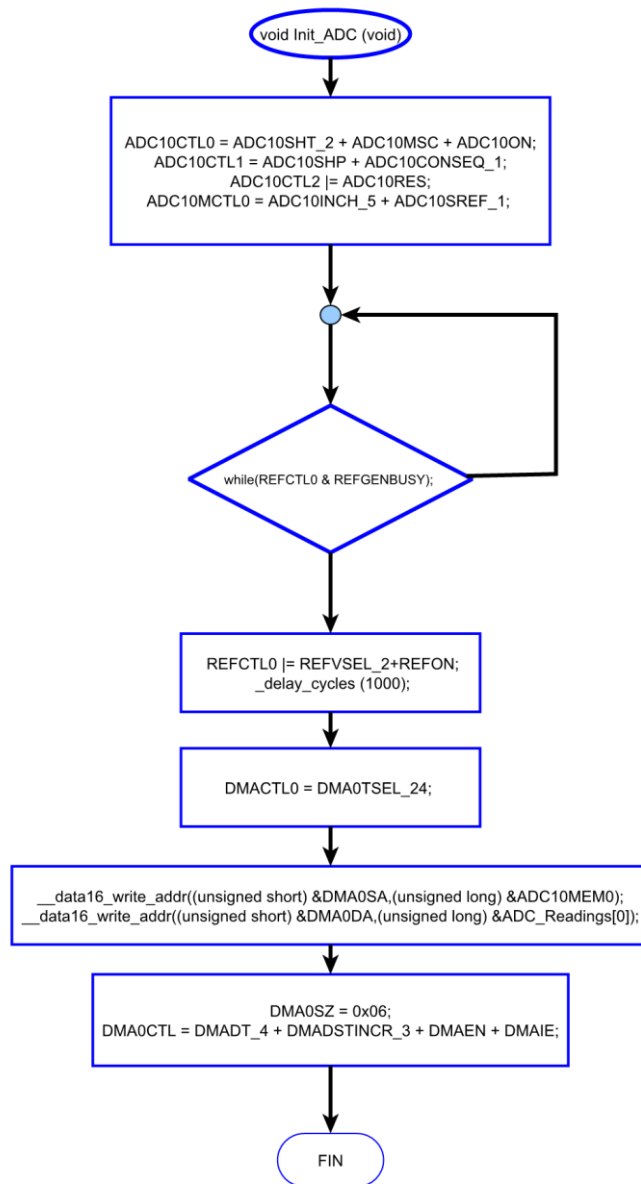 void Init_ADC (void)
ADC10CTL0 = ADC10SHT_2 + ADC10MSC + ADC10ON;
ADC10CTL1 = ADC10SHP + ADC10CONSEQ_1;
ADC10CTL2 |= ADC10RES;
ADC10MCTL0 = ADC10INCH_5 + ADC10SREF_1;
while(REFCTL0 & REFGENBUSY);
REFCTL0 |= REFVSEL_2+REFON;
_delay_cycles (1000);
DMACTL0 = DMA0TSEL_24;
__data16_write_addr((unsigned short) &DMA0SA,(unsigned long) &ADC10MEM0);
__data16_write_addr((unsigned short) &DMA0DA,(unsigned long) &ADC_Readings[0]);
DMA0SZ = 0x06;
DMA0CTL = DMADT_4 + DMADSTINCR_3 + DMAEN + DMAIE;
FIN